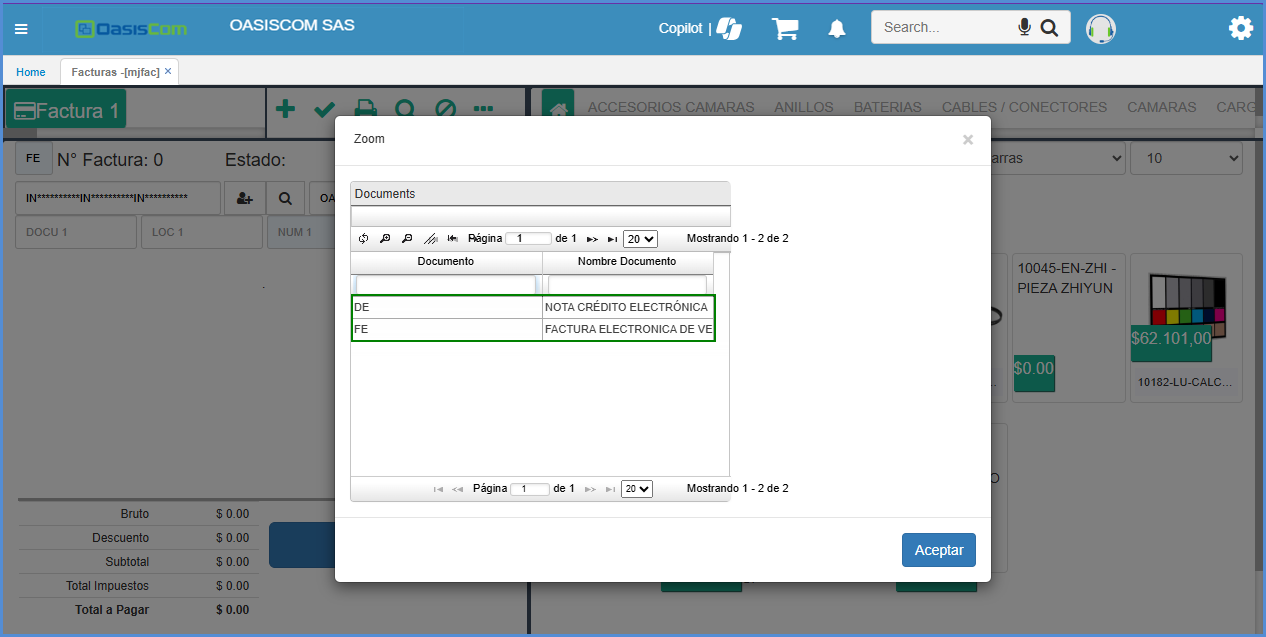 OasisCom
OASISCOM SAS
Copilot |
Search...
Home
Facturas -[mjfac] ×
Factura 1
ACCESORIOS CAMARAS
ANILLOS
BATERIAS
CABLES / CONECTORES
CAMARAS
CARG
FE
N° Factura: 0
Estado:
arras
10
IN**********IN**********IN**********
OA
DOCU 1
LOC 1
NUM 1
Zoom
×
Documents
Página 1 de 1
20
Mostrando 1 - 2 de 2
Documento
Nombre Documento
DE
NOTA CRÉDITO ELECTRÓNICA
FE
FACTURA ELECTRONICA DE VE
Página 1 de 1
20
Mostrando 1 - 2 de 2
Aceptar
10045-EN-ZHI -
PIEZA ZHIYUN
$0.00
$62.101,00
10182-LU-CALC...
O
Bruto $ 0.00
Descuento $ 0.00
Subtotal $ 0.00
Total Impuestos $ 0.00
Total a Pagar $ 0.00